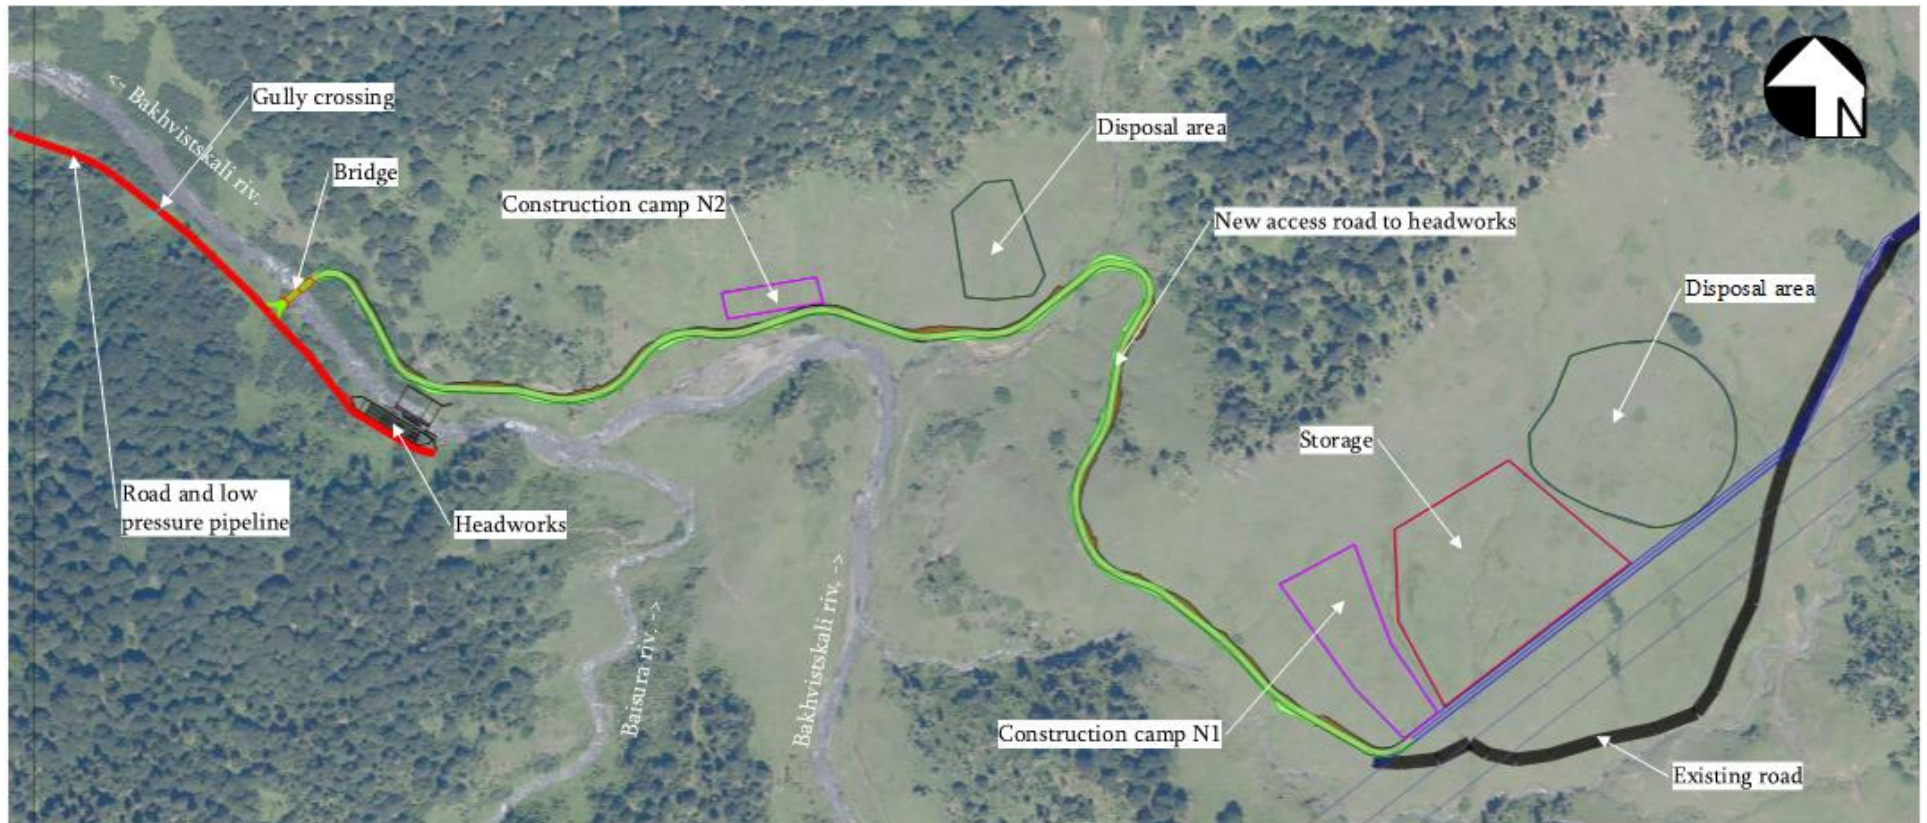 N
<- Bakhvistskali riv.
Gully crossing
Disposal area
Bridge
Construction camp N2
New access road to headworks
Disposal area
Storage
Road and low
pressure pipeline
Headworks
Baisura riv. ->
Bakhvistskali riv. ->
Construction camp N1
Existing road